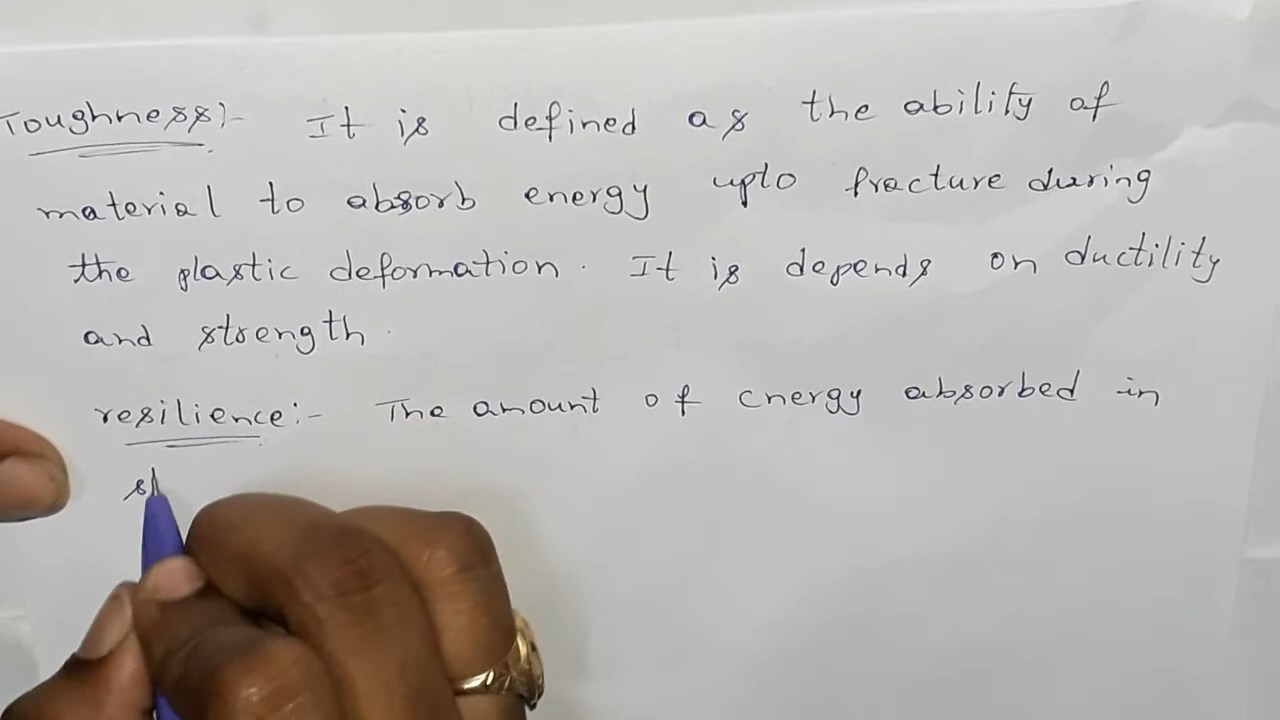 Toughness:- It is defined as the ability of
material to absorb energy upto fracture during
the plastic deformation. It is depends on ductility
and strength.
resilience:- The amount of energy absorbed in